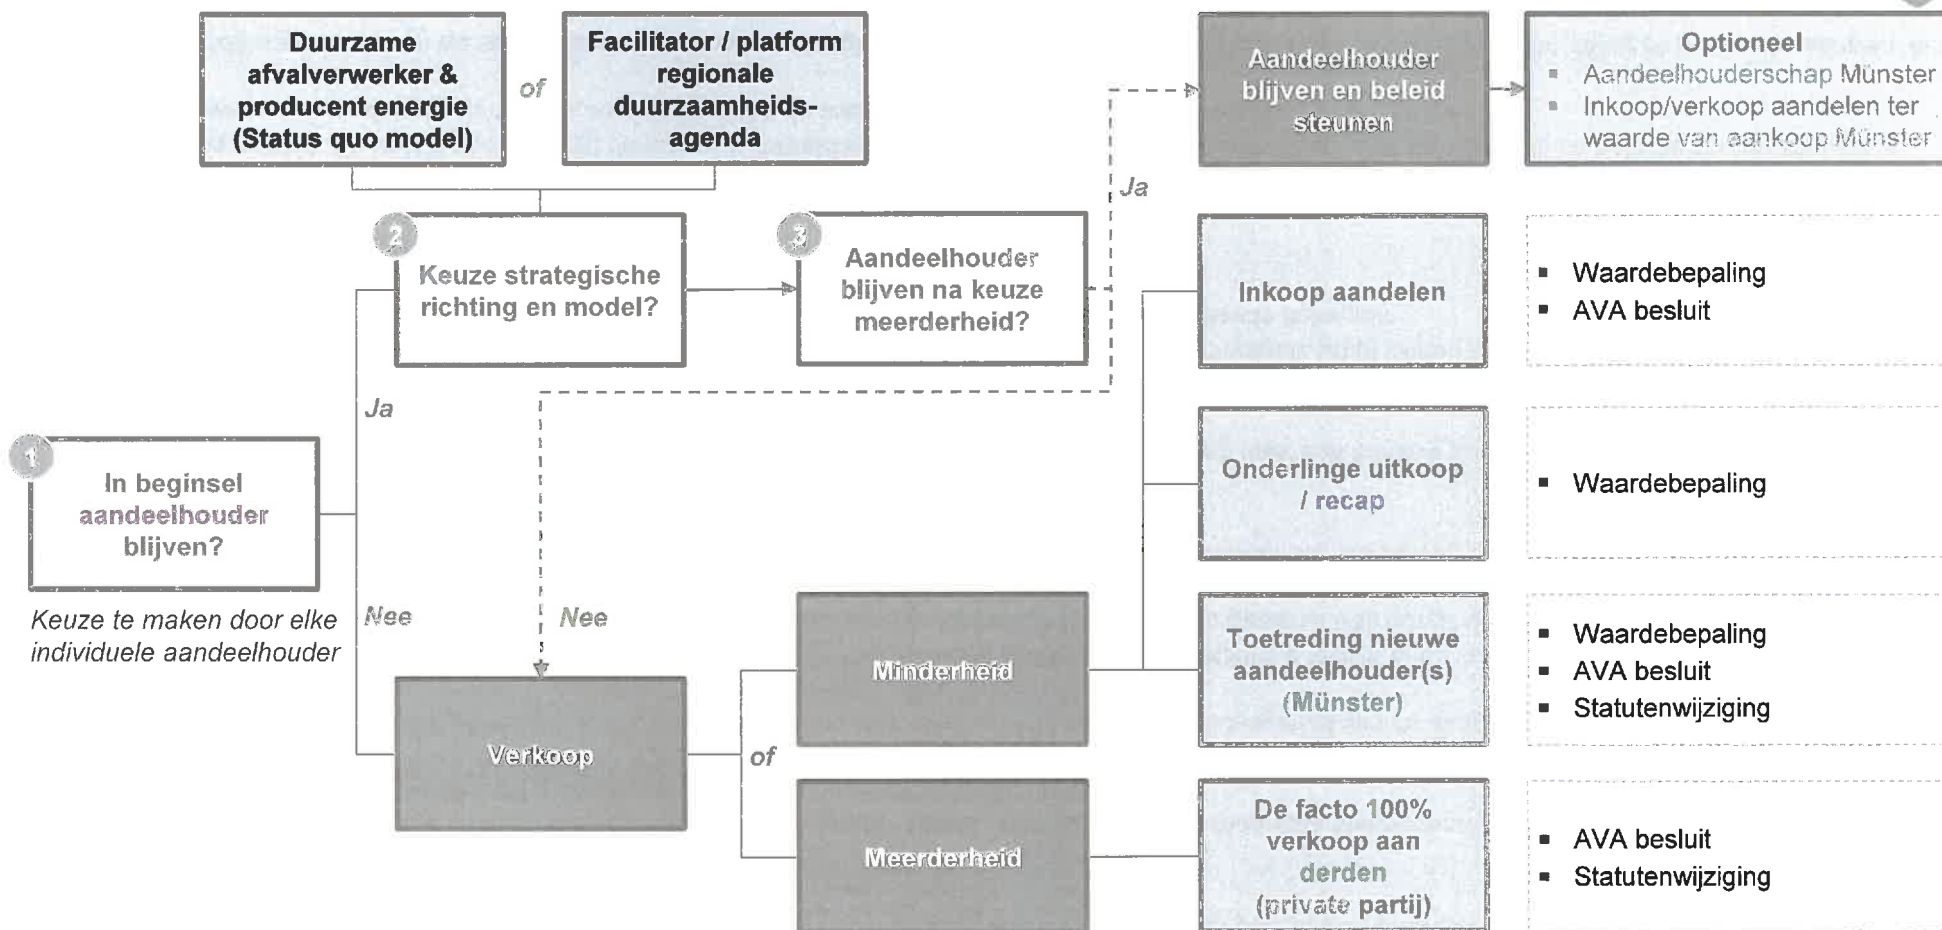 Duurzame
afvalverwerker &
producent energie
(Status quo model)
of
Facilitator / platform
regionale
duurzaamheids-
agenda
Aandeelhouder
blijven en beleid
steunen
Optioneel
▪ Aandeelhouderschap Münster
▪ Inkoop/verkoop aandelen ter
waarde van aankoop Münster
Ja
2
Keuze strategische
richting en model?
3
Aandeelhouder
blijven na keuze
meerderheid?
Inkoop aandelen
▪ Waardebepaling
▪ AVA besluit
Ja
1
In beginsel
aandeelhouder
blijven?
Keuze te maken door elke
individuele aandeelhouder
Nee
Nee
Onderlinge uitkoop
/ recap
▪ Waardebepaling
Verkoop
of
Minderheid
Toetreding nieuwe
aandeelhouder(s)
(Münster)
▪ Waardebepaling
▪ AVA besluit
▪ Statutenwijziging
Meerderheid
De facto 100%
verkoop aan
derden
(private partij)
▪ AVA besluit
▪ Statutenwijziging